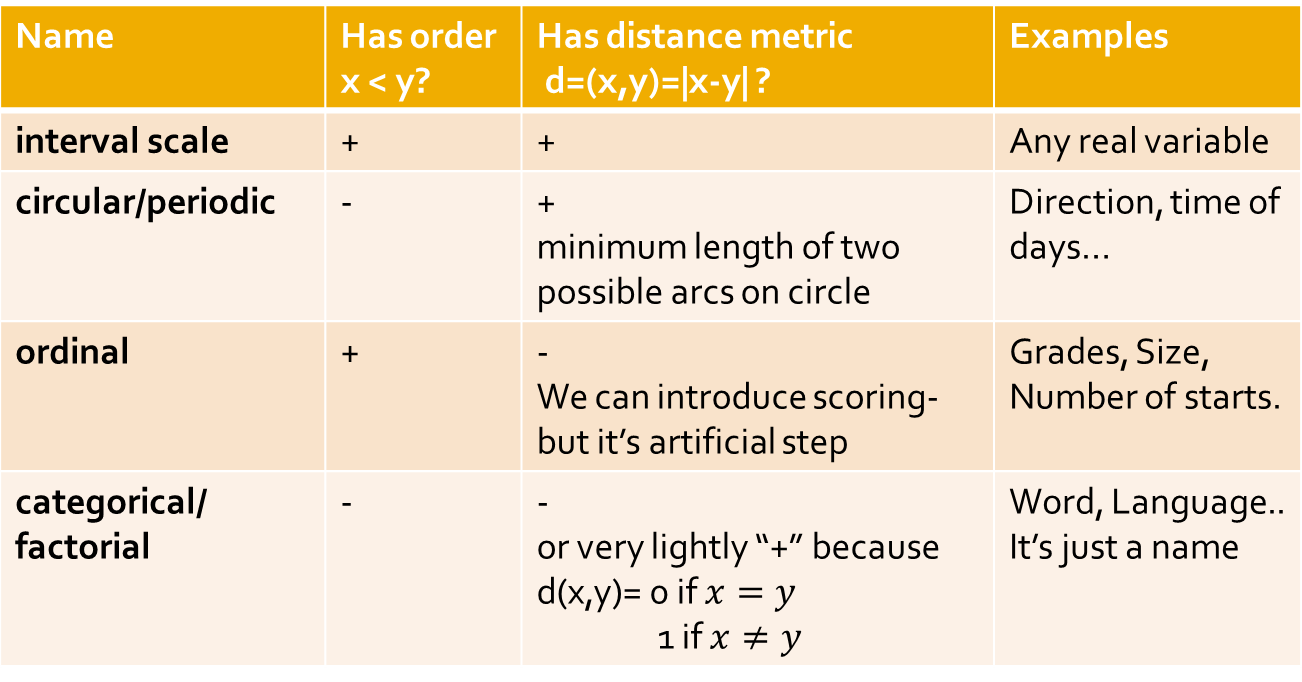 Name
Has order
x < y?
Has distance metric
d=(x,y)=|x-y| ?
Examples
interval scale
+
+
Any real variable
circular/periodic
-
+
minimum length of two
possible arcs on circle
Direction, time of
days...
ordinal
+
-
We can introduce scoring-
but it's artificial step
Grades, Size,
Number of starts.
categorical/
factorial
-
-
or very lightly “+” because
d(x,y)= 0 if x = y
1 if x ≠ y
Word, Language..
It's just a name